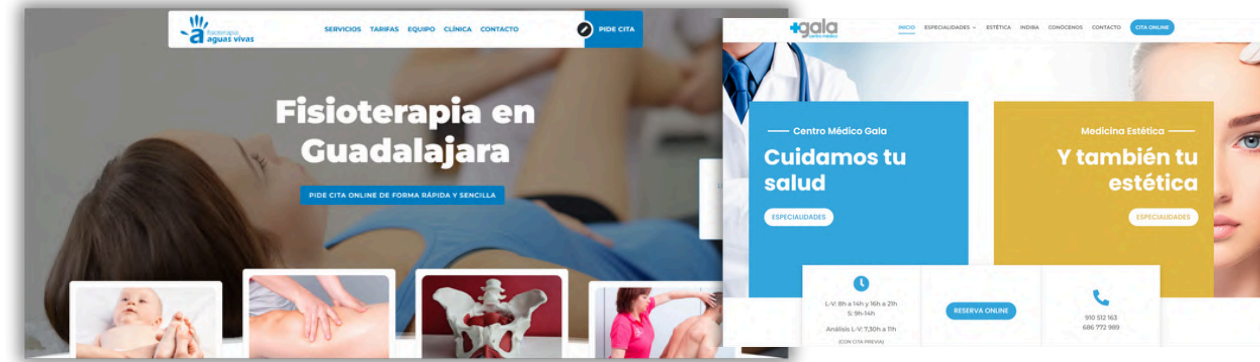 fisioterapia
aguas vivas
SERVICIOS TARIFAS EQUIPO CLÍNICA CONTACTO
PIDE CITA
Fisioterapia en
Guadalajara
PIDE CITA ONLINE DE FORMA RÁPIDA Y SENCILLA
gala
centro médico
INICIO ESPECIALIDADES ESTÉTICA INDIBA CONÓCENOS CONTACTO CITA ONLINE
Centro Médico Gala
Cuidamos tu
salud
ESPECIALIDADES
Medicina Estética
Y también tu
estética
ESPECIALIDADES
L-V: 8h a 14h y 16h a 21h
S: 9h-14h
Análisis L-V: 7,30h a 11h
(CON CITA PREVIA)
RESERVA ONLINE
910 512 163
686 772 989